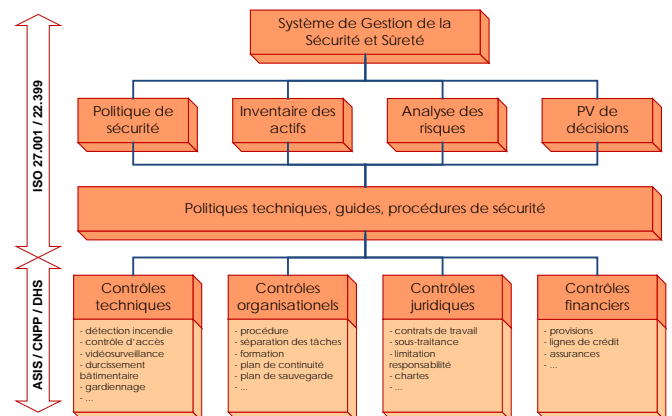 Système de Gestion de la
Sécurité et Sûreté
ISO 27.001 / 22.399
Politique de
sécurité
Inventaire des
actifs
Analyse des
risques
PV de
décisions
Politiques techniques, guides, procédures de sécurité
ASIS / CNPP / DHS
Contrôles
techniques
- détection incendie
- contrôle d'accès
- vidéosurveillance
- durcissement
bâtimentaire
- gardiennage
- ...
Contrôles
organisationnels
- procédure
- séparation des tâches
- formation
- plan de continuité
- plan de sauvegarde
- ...
Contrôles
juridiques
- contrats de travail
- sous-traitance
- limitation
responsabilité
- chartes
- ...
Contrôles
financiers
- provisions
- lignes de crédit
- assurances
- ...